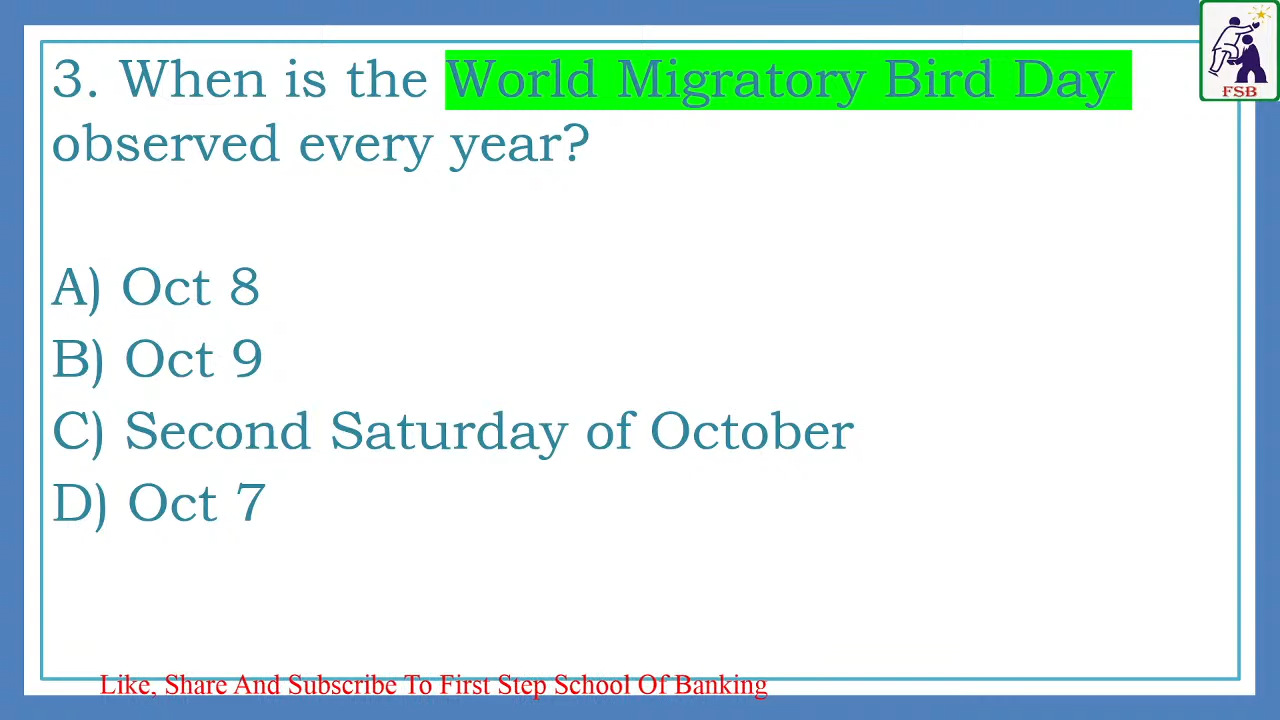 3. When is the World Migratory Bird Day
observed every year?
A) Oct 8
B) Oct 9
C) Second Saturday of October
D) Oct 7
Like, Share And Subscribe To First Step School Of Banking
FSB